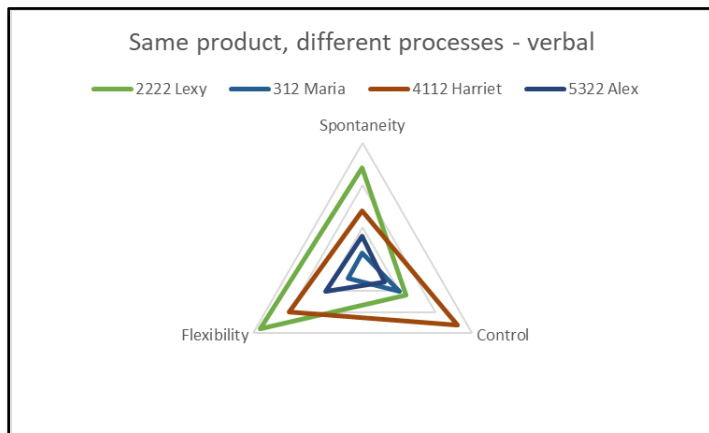 Same product, different processes - verbal
2222 Lexy 312 Maria 4112 Harriet 5322 Alex
Spontaneity
Flexibility Control